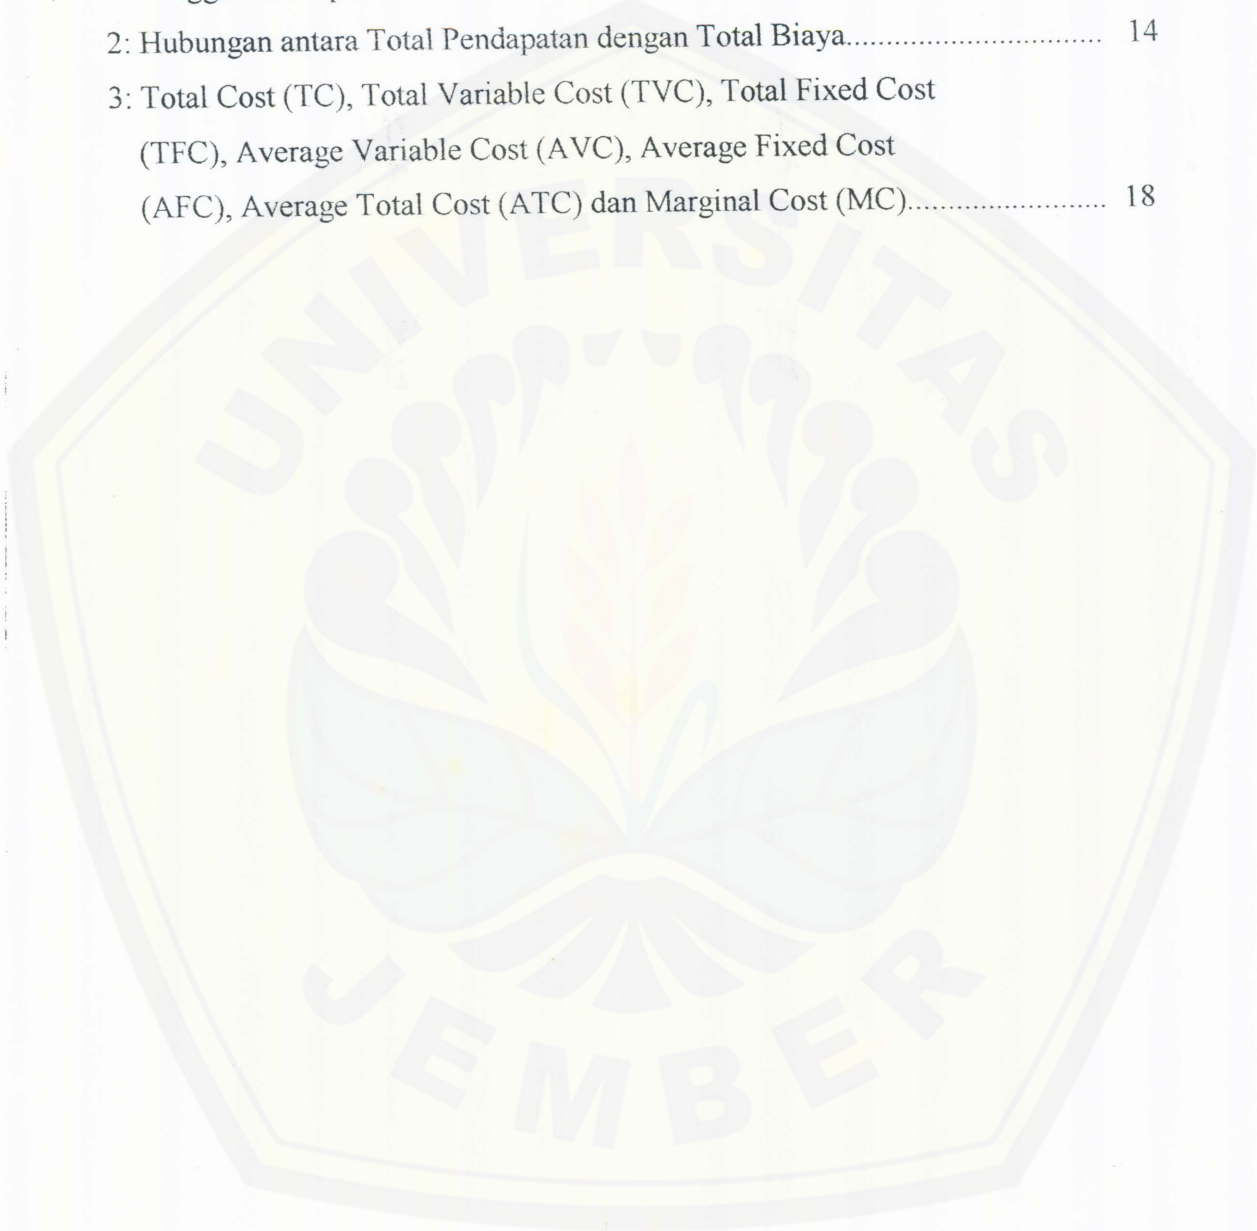 2: Hubungan antara Total Pendapatan dengan Total Biaya................................ 14
3: Total Cost (TC), Total Variable Cost (TVC), Total Fixed Cost
(TFC), Average Variable Cost (AVC), Average Fixed Cost
(AFC), Average Total Cost (ATC) dan Marginal Cost (MC)......................... 18
UNIVERSITAS
JEMBER